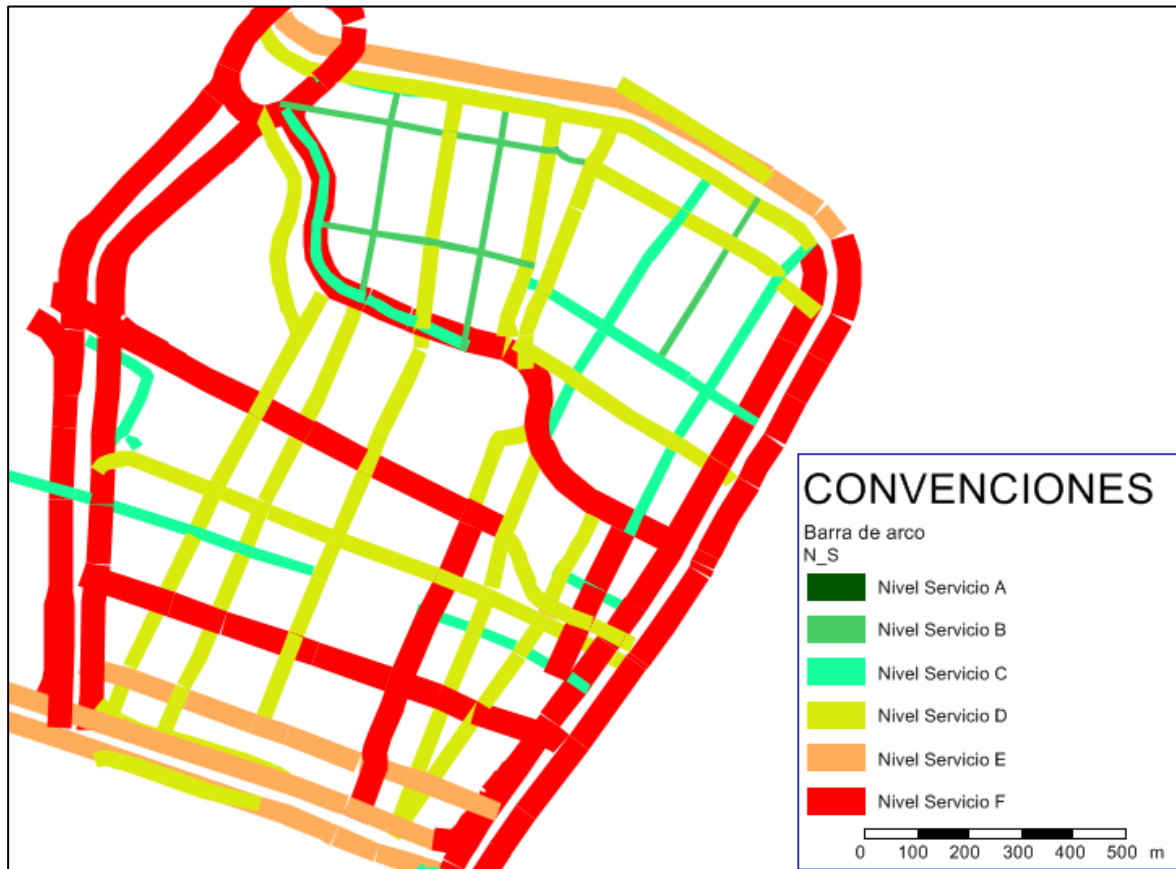 CONVENCIONES
Barra de arco
N_S
Nivel Servicio A
Nivel Servicio B
Nivel Servicio C
Nivel Servicio D
Nivel Servicio E
Nivel Servicio F
0 100 200 300 400 500 m